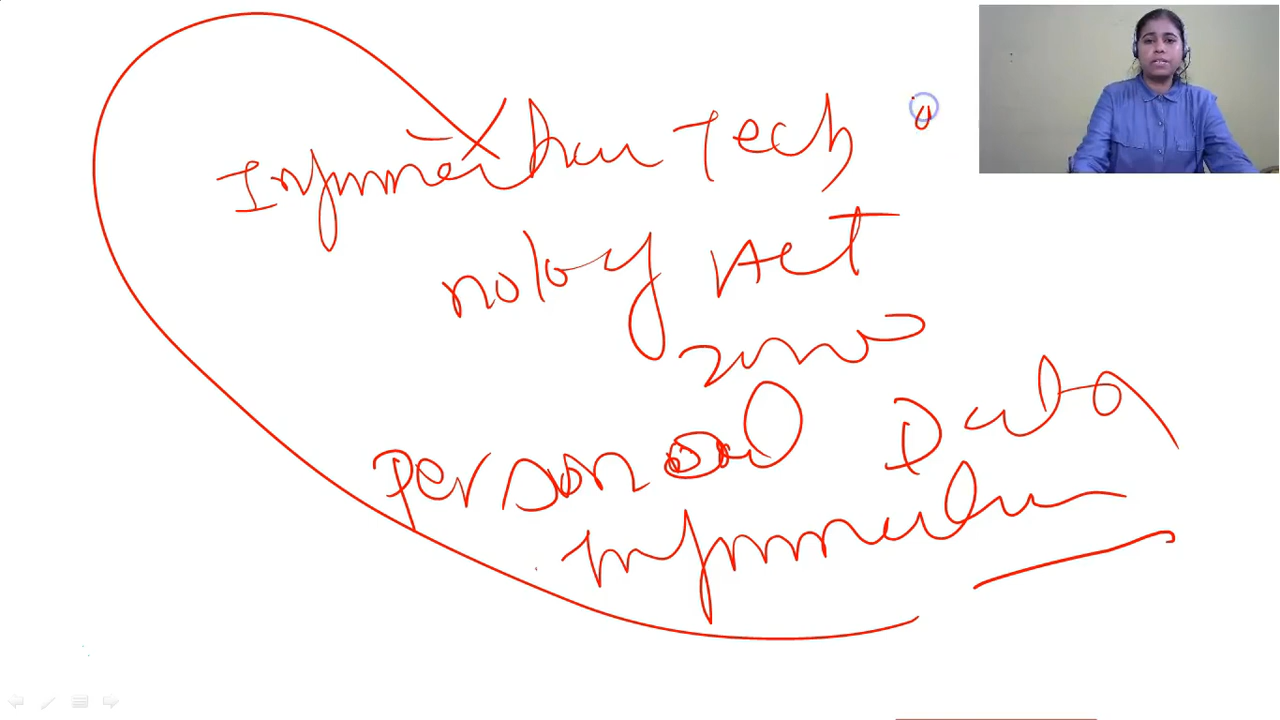 Information Tech
nology Act
2000
Personal Data
Information